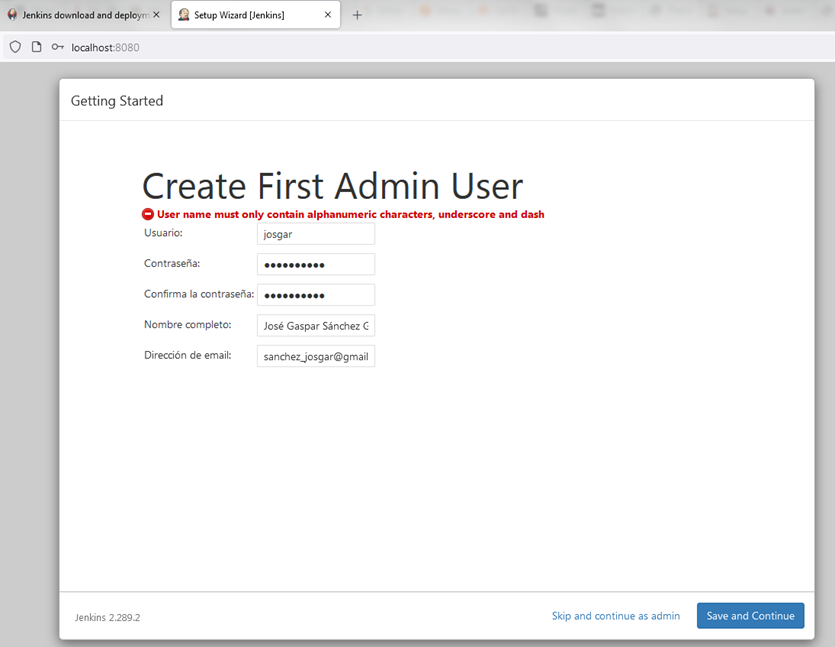 Jenkins download and deploym
Setup Wizard [Jenkins]
localhost:8080
Getting Started
Create First Admin User
User name must only contain alphanumeric characters, underscore and dash
Usuario: josgar
Contraseña: ●●●●●●●●●●
Confirma la contraseña: ●●●●●●●●●●
Nombre completo: José Gaspar Sánchez G
Dirección de email: sanchez_josgar@gmail
Jenkins 2.289.2
Skip and continue as admin
Save and Continue